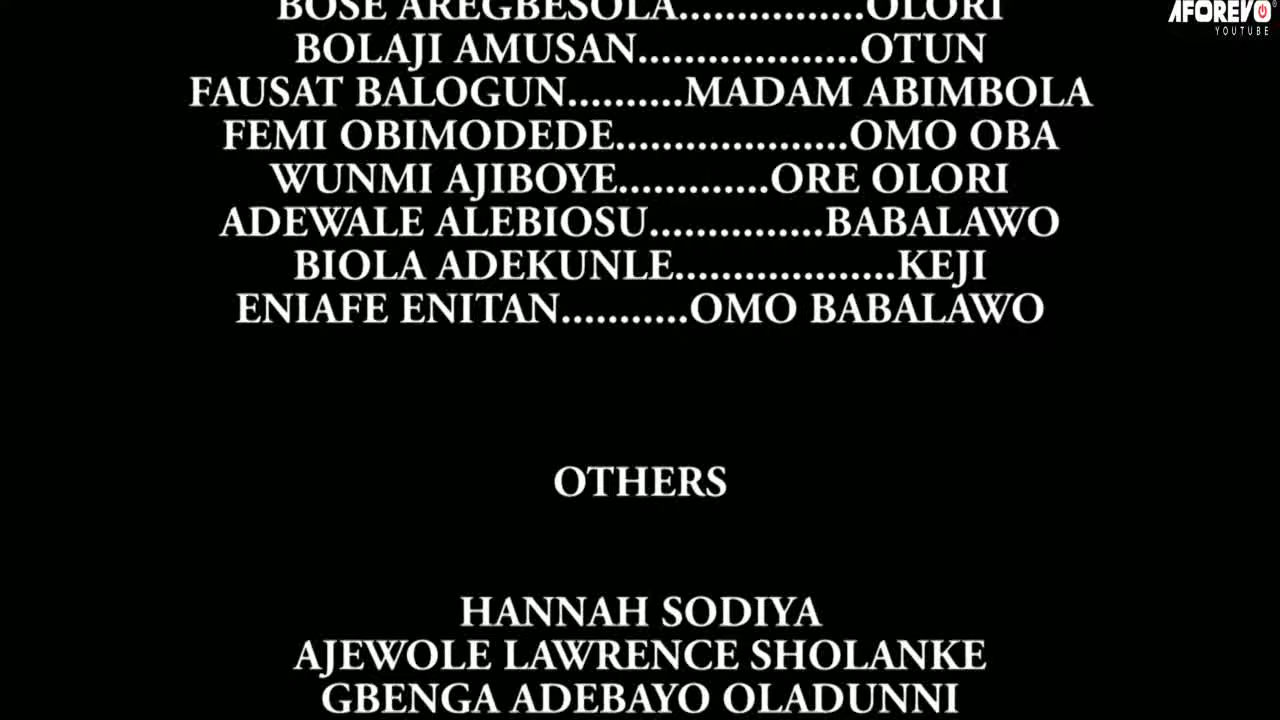 BOSE AREGBESOLA................OLORI
BOLAJI AMUSAN...................OTUN
FAUSAT BALOGUN..........MADAM ABIMBOLA
FEMI OBIMODEDE....................OMO OBA
WUNMI AJIBOYE.............ORE OLORI
ADEWALE ALEBIOSU...............BABALAWO
BIOLA ADEKUNLE...................KEJI
ENIAFE ENITAN...........OMO BABALAWO
OTHERS
HANNAH SODIYA
AJEWOLE LAWRENCE SHOLANKE
GBENGA ADEBAYO OLADUNNI
AFOREVO
YOUTUBE